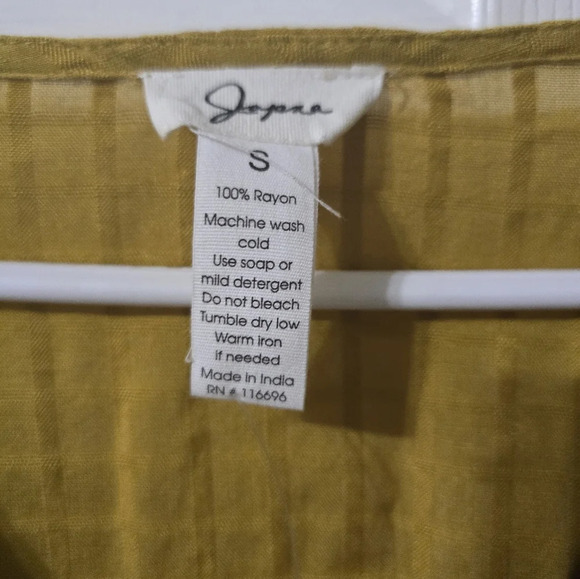 Jopna
S
100% Rayon
Machine wash
cold
Use soap or
mild detergent
Do not bleach
Tumble dry low
Warm iron
if needed
Made in India
RN # 116696